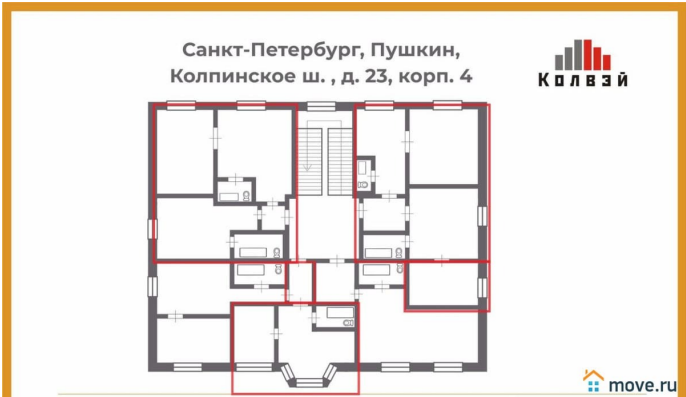 Санкт-Петербург, Пушкин,
Колпинское ш. , д. 23, корп. 4
КОЛВЭЙ
move.ru